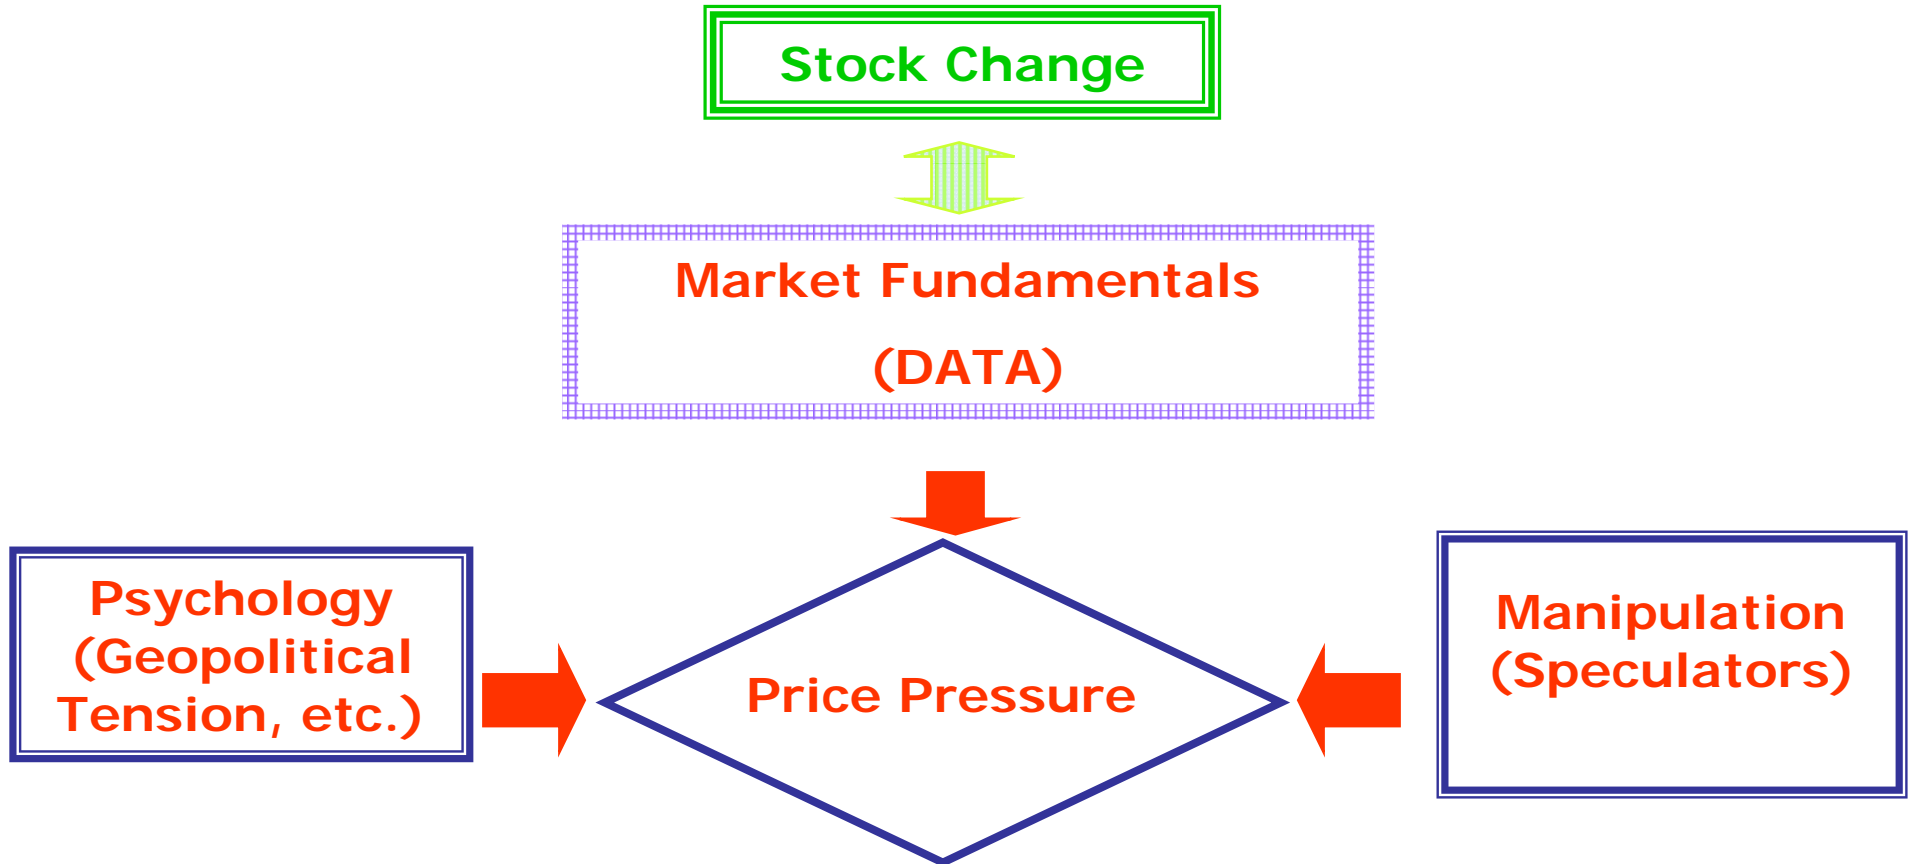 Stock Change
Market Fundamentals
(DATA)
Psychology
(Geopolitical
Tension, etc.)
Price Pressure
Manipulation
(Speculators)